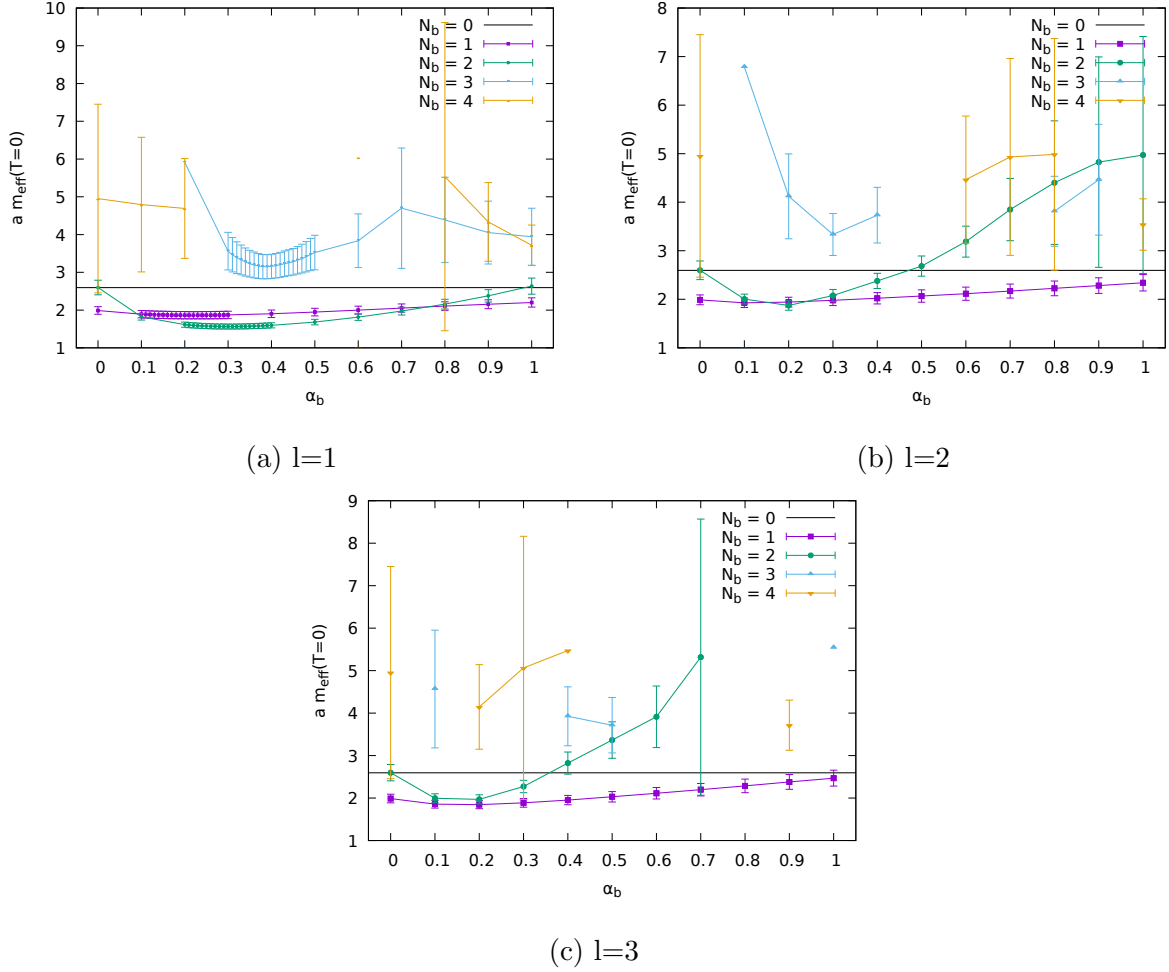 10
9
8
7
6
5
4
3
2
1
a m_eff(T=0)
N_b = 0
N_b = 1
N_b = 2
N_b = 3
N_b = 4
0 0.1 0.2 0.3 0.4 0.5 0.6 0.7 0.8 0.9 1
α_b
(a) l=1
8
7
6
5
4
3
2
1
a m_eff(T=0)
N_b = 0
N_b = 1
N_b = 2
N_b = 3
N_b = 4
0 0.1 0.2 0.3 0.4 0.5 0.6 0.7 0.8 0.9 1
α_b
(b) l=2
9
8
7
6
5
4
3
2
1
a m_eff(T=0)
N_b = 0
N_b = 1
N_b = 2
N_b = 3
N_b = 4
0 0.1 0.2 0.3 0.4 0.5 0.6 0.7 0.8 0.9 1
α_b
(c) l=3